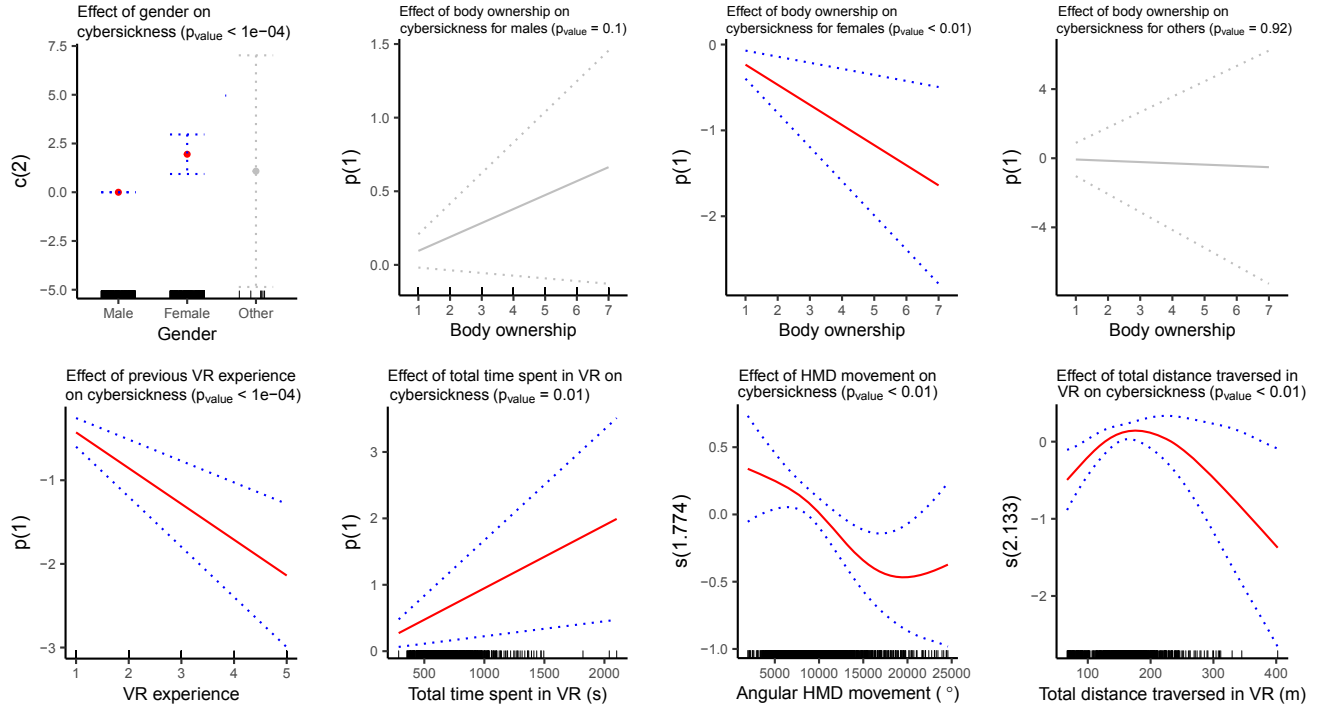 Effect of gender on
cybersickness (pvalue < 1e−04)
7.5
5.0
2.5
0.0
−2.5
−5.0
c(2)
Male Female Other
Gender
Effect of body ownership on
cybersickness for males (pvalue = 0.1)
1.5
1.0
0.5
0.0
p(1)
1 2 3 4 5 6 7
Body ownership
Effect of body ownership on
cybersickness for females (pvalue < 0.01)
0
−1
−2
p(1)
1 2 3 4 5 6 7
Body ownership
Effect of body ownership on
cybersickness for others (pvalue = 0.92)
4
0
−4
p(1)
1 2 3 4 5 6 7
Body ownership
Effect of previous VR experience
on cybersickness (pvalue < 1e−04)
−1
−2
−3
p(1)
1 2 3 4 5
VR experience
Effect of total time spent in VR on
cybersickness (pvalue = 0.01)
3
2
1
0
p(1)
500 1000 1500 2000
Total time spent in VR (s)
Effect of HMD movement on
cybersickness (pvalue < 0.01)
0.5
0.0
−0.5
−1.0
s(1.774)
5000 10000 15000 20000 25000
Angular HMD movement ( °)
Effect of total distance traversed in
VR on cybersickness (pvalue < 0.01)
0
−1
−2
s(2.133)
100 200 300 400
Total distance traversed in VR (m)